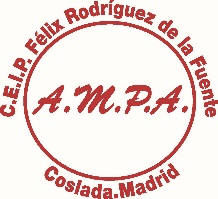 C.E.I.P. Félix Rodríguez de la Fuente
A.M.P.A.
Coslada.Madrid